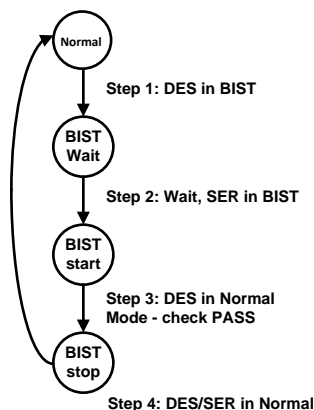 Normal
Step 1: DES in BIST
BIST
Wait
Step 2: Wait, SER in BIST
BIST
start
Step 3: DES in Normal
Mode - check PASS
BIST
stop
Step 4: DES/SER in Normal